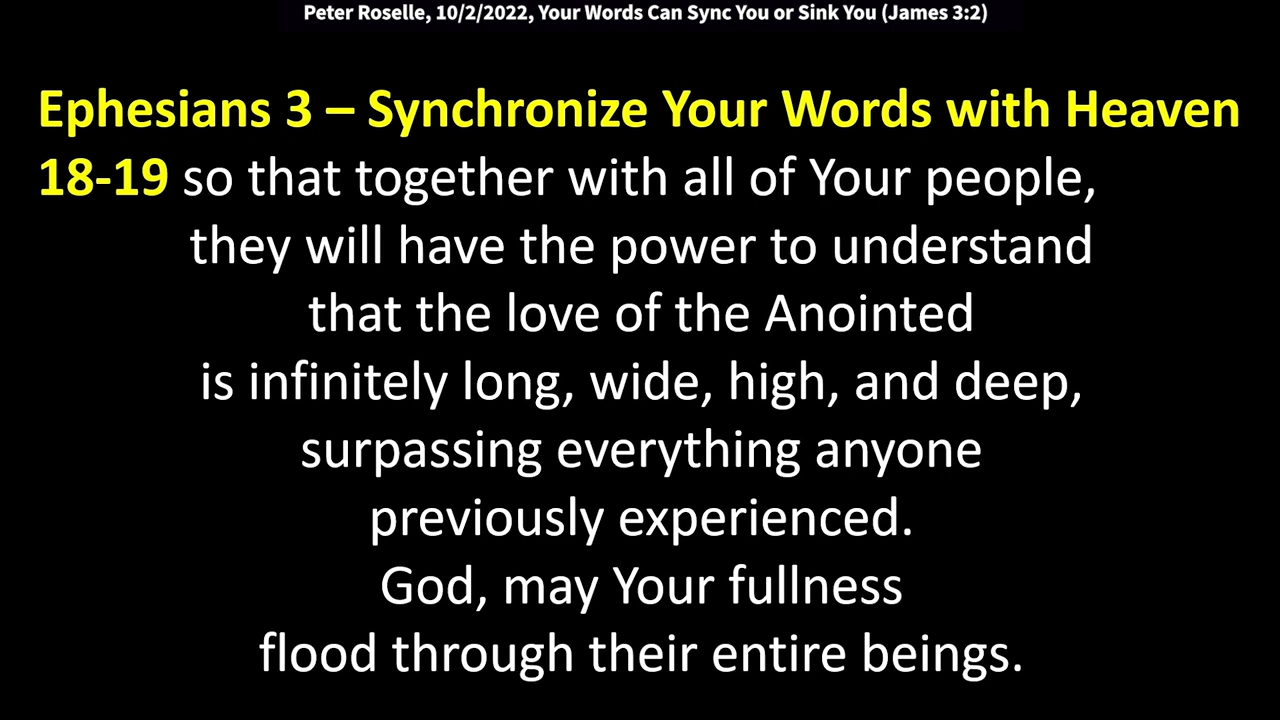 Peter Roselle, 10/2/2022, Your Words Can Sync You or Sink You (James 3:2)
Ephesians 3 – Synchronize Your Words with Heaven
18-19 so that together with all of Your people,
they will have the power to understand
that the love of the Anointed
is infinitely long, wide, high, and deep,
surpassing everything anyone
previously experienced.
God, may Your fullness
flood through their entire beings.